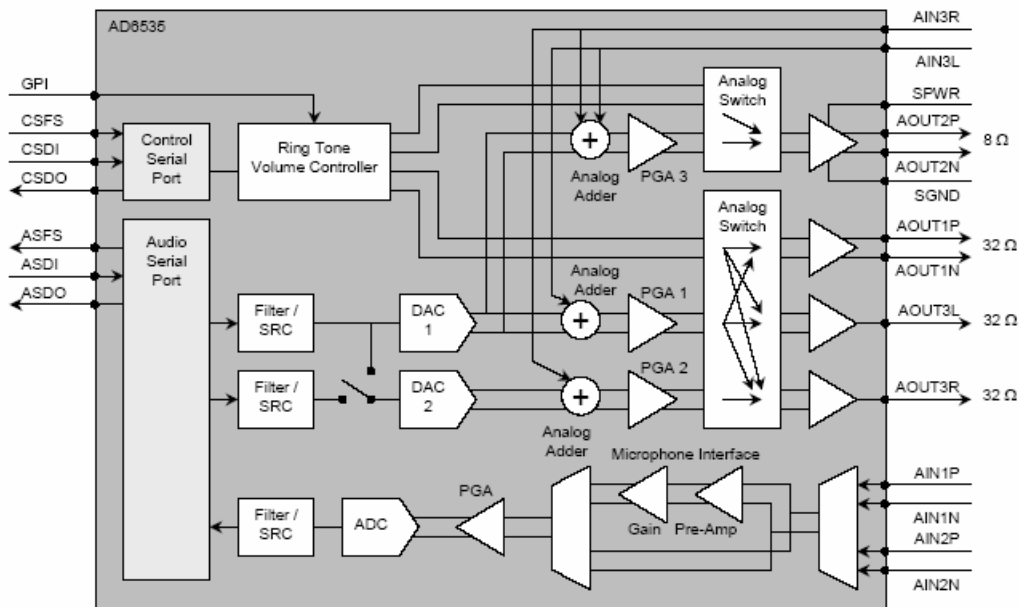 AD6535
AIN3R
AIN3L
GPI
CSFS
CSDI
CSDO
Control
Serial
Port
Ring Tone
Volume Controller
+
Analog
Adder
PGA 3
Analog
Switch
SPWR
AOUT2P
8 Ω
AOUT2N
SGND
ASFS
ASDI
ASDO
Audio
Serial
Port
Analog
Switch
AOUT1P
32 Ω
AOUT1N
Filter /
SRC
DAC
1
Analog
Adder
+
PGA 1
AOUT3L
32 Ω
Filter /
SRC
DAC
2
+
Analog
Adder
PGA 2
AOUT3R
32 Ω
Microphone Interface
Filter /
SRC
ADC
PGA
Gain
Pre-Amp
AIN1P
AIN1N
AIN2P
AIN2N